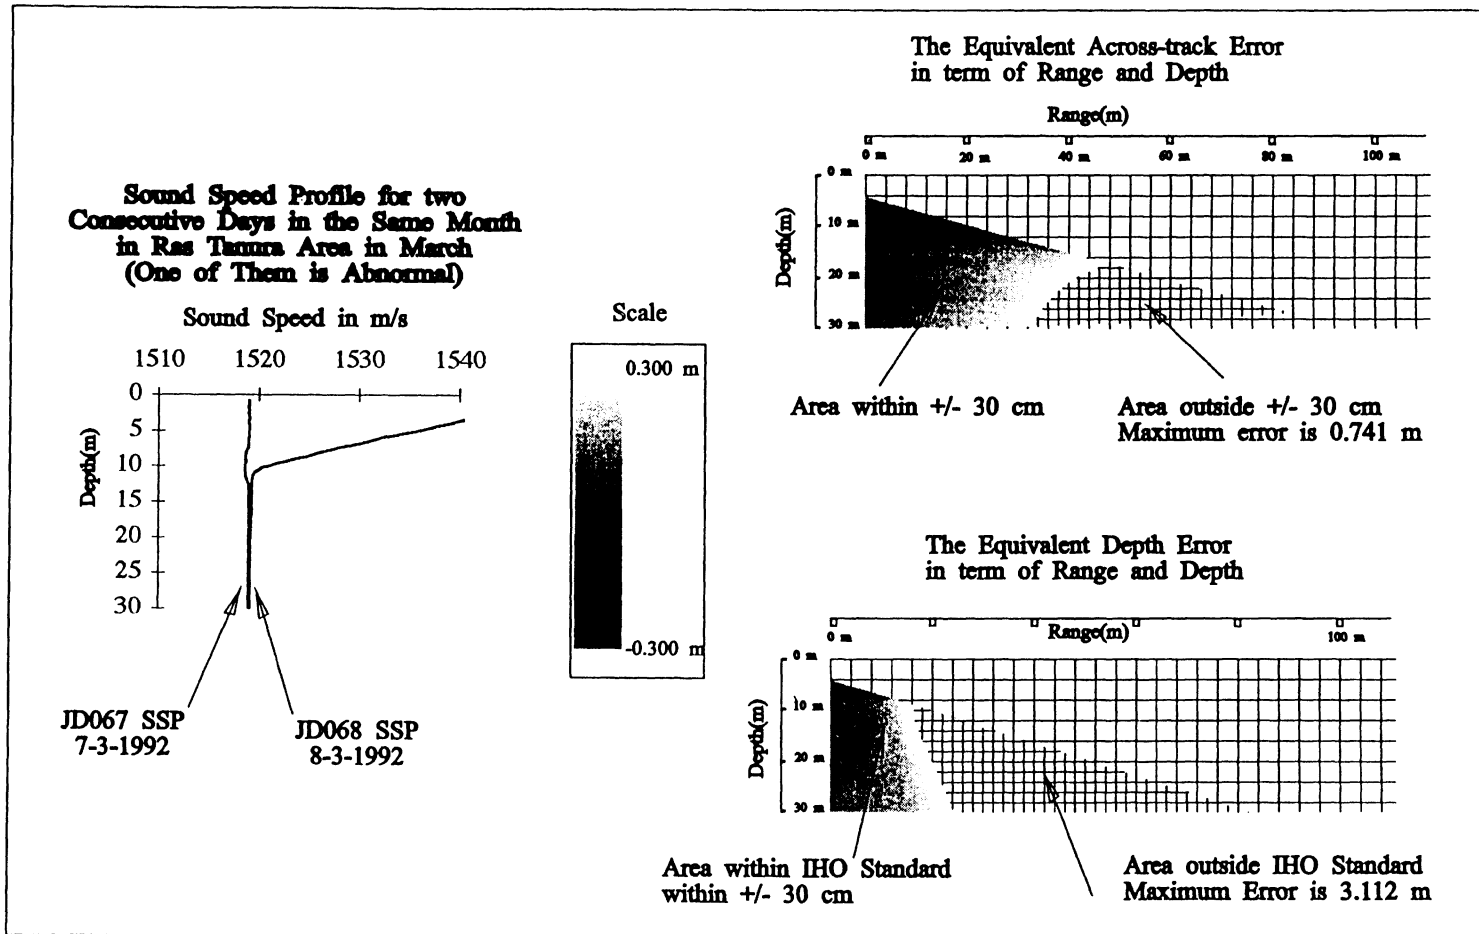 The Equivalent Across-track Error
in term of Range and Depth
Range(m)
0 m 20 m 40 m 60 m 80 m 100 m
Depth(m)
0 m
10 m
20 m
30 m
Area within +/- 30 cm
Area outside +/- 30 cm
Maximum error is 0.741 m
Sound Speed Profile for two
Consecutive Days in the Same Month
in Ras Tanura Area in March
(One of Them is Abnormal)
Sound Speed in m/s
1510 1520 1530 1540
Depth(m)
0
5
10
15
20
25
30
JD067 SSP
7-3-1992
JD068 SSP
8-3-1992
Scale
0.300 m
-0.300 m
The Equivalent Depth Error
in term of Range and Depth
Range(m)
0 m 100 m
Depth(m)
0 m
10 m
20 m
30 m
Area within IHO Standard
within +/- 30 cm
Area outside IHO Standard
Maximum Error is 3.112 m